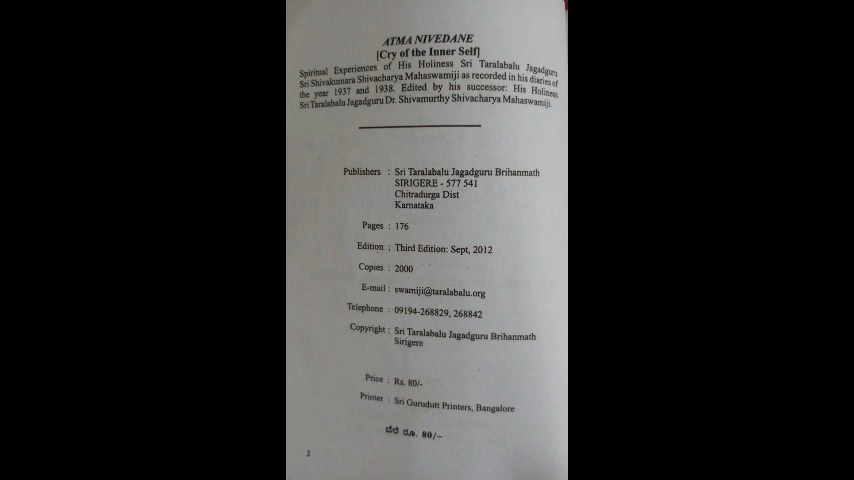 ATMA NIVEDANE
[Cry of the Inner Self]
Spiritual Experiences of His Holiness Sri Taralabalu Jagadguru
Sri Shivakumara Shivacharya Mahaswamiji as recorded in his diaries of
the year 1937 and 1938. Edited by his successor: His Holiness
Sri Taralabalu Jagadguru Dr. Shivamurthy Shivacharya Mahaswamiji.
Publishers : Sri Taralabalu Jagadguru Brihanmath
SIRIGERE - 577 541
Chitradurga Dist
Karnataka
Pages : 176
Edition : Third Edition: Sept, 2012
Copies : 2000
E-mail : swamiji@taralabalu.org
Telephone : 09194-268829, 268842
Copyright : Sri Taralabalu Jagadguru Brihanmath
Sirigere
Price : Rs. 80/-
Printer : Sri Gurudutt Printers, Bangalore
ಬೆಲೆ ರೂ. 80/-
2